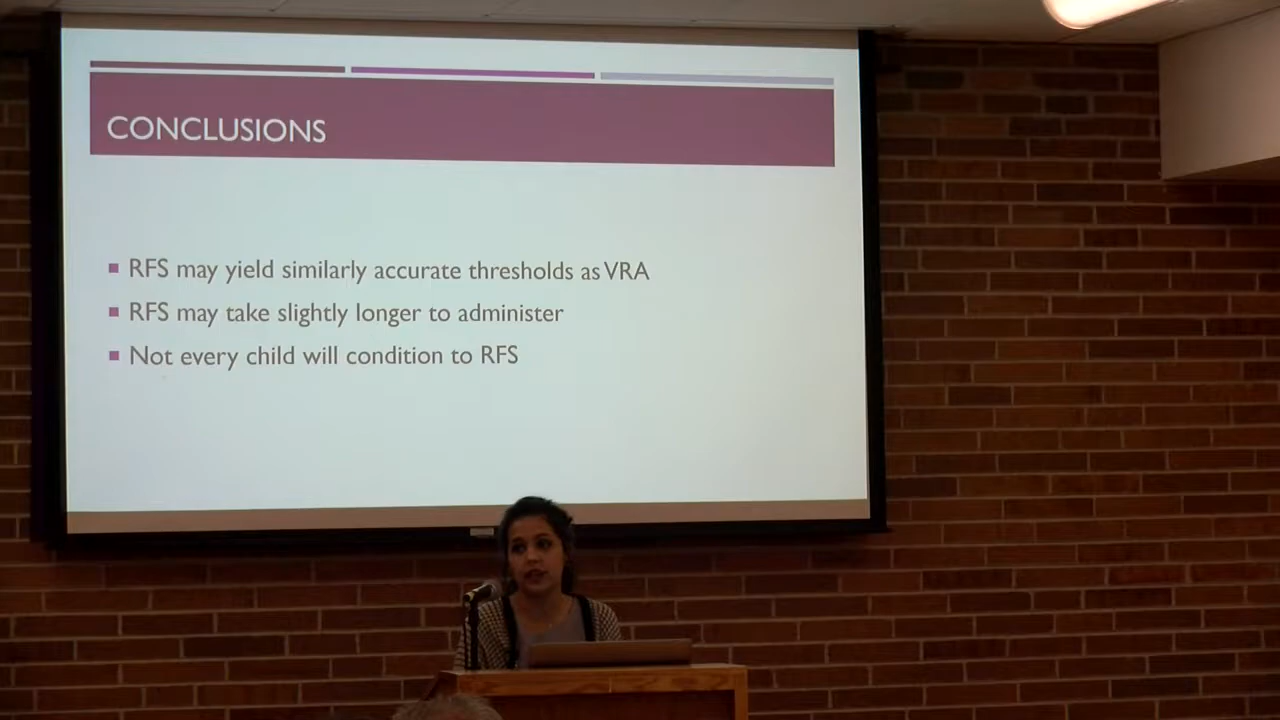 CONCLUSIONS
RFS may yield similarly accurate thresholds as VRA
RFS may take slightly longer to administer
Not every child will condition to RFS